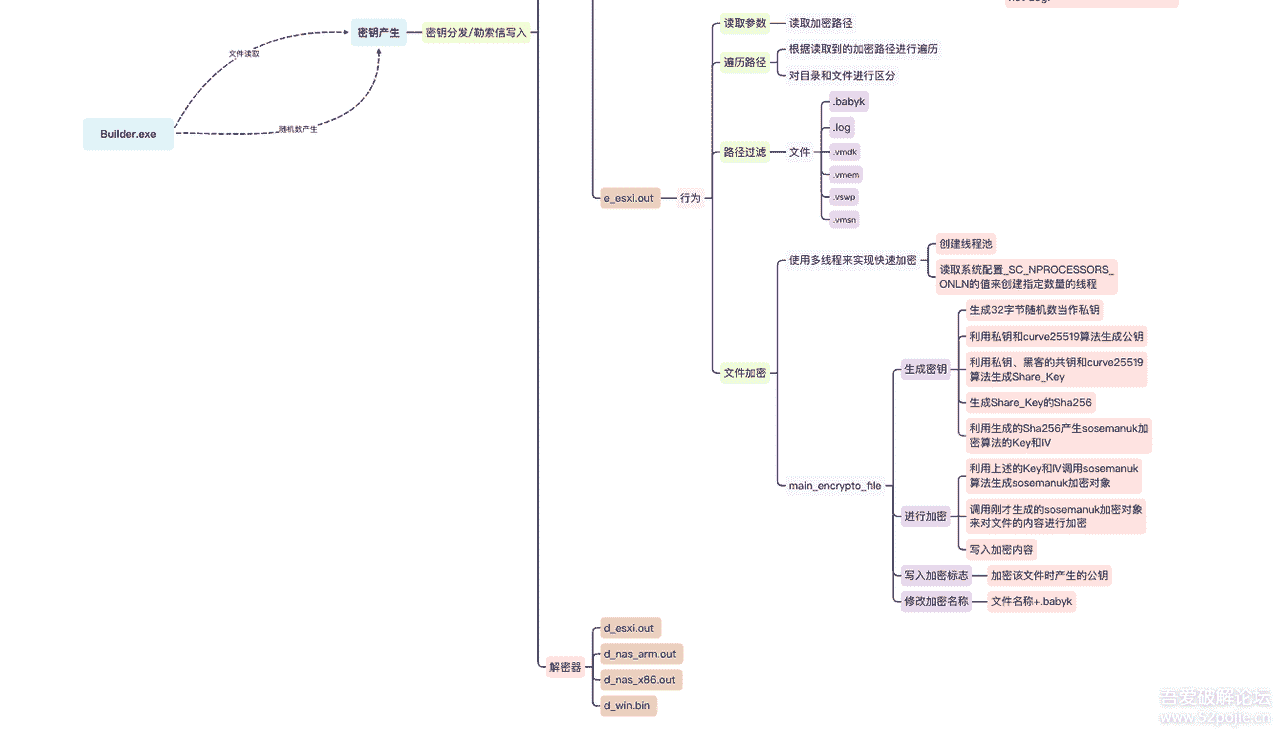 文件读取
密钥产生
密钥分发/勒索信写入
Builder.exe
随机数产生
读取参数
读取加密路径
遍历路径
根据读取到的加密路径进行遍历
对目录和文件进行区分
路径过滤
文件
.babyk
.log
.vmdk
.vmem
.vswp
.vmsn
e_esxi.out
行为
文件加密
使用多线程来实现快速加密
创建线程池
读取系统配置_SC_NPROCESSORS_
ONLN的值来创建指定数量的线程
main_encrypto_file
生成密钥
生成32字节随机数当作私钥
利用私钥和curve25519算法生成公钥
利用私钥、黑客的共钥和curve25519
算法生成Share_Key
生成Share_Key的Sha256
利用生成的Sha256产生sosemanuk加
密算法的Key和IV
进行加密
利用上述的Key和IV调用sosemanuk
算法生成sosemanuk加密对象
调用刚才生成的sosemanuk加密对象
来对文件的内容进行加密
写入加密内容
写入加密标志
加密该文件时产生的公钥
修改加密名称
文件名称+.babyk
解密器
d_esxi.out
d_nas_arm.out
d_nas_x86.out
d_win.bin
吾爱破解论坛
www.52pojie.cn